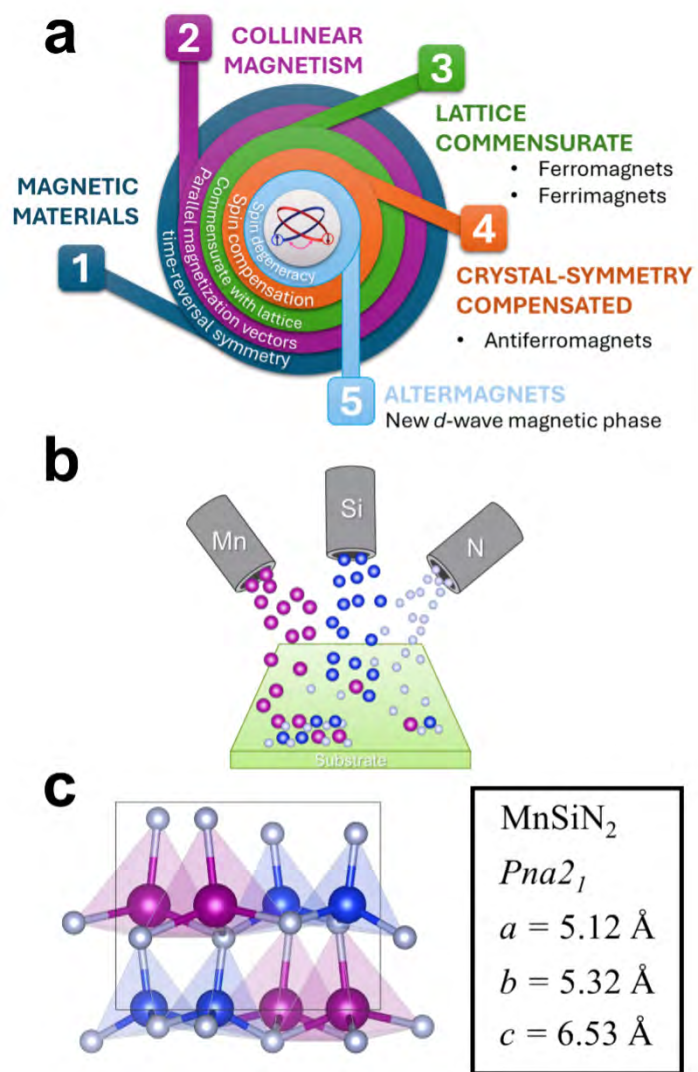 a
2
COLLINEAR
MAGNETISM
3
LATTICE
COMMENSURATE
• Ferromagnets
• Ferrimagnets
MAGNETIC
MATERIALS
1
4
CRYSTAL-SYMMETRY
COMPENSATED
• Antiferromagnets
5
ALTERMAGNETS
New d-wave magnetic phase
Spin degeneracy
Spin compensation
Commensurate with lattice
Parallel magnetization vectors
time-reversal symmetry
b
Mn
Si
N
Substrate
c
MnSiN₂
Pna2₁
a = 5.12 Å
b = 5.32 Å
c = 6.53 Å